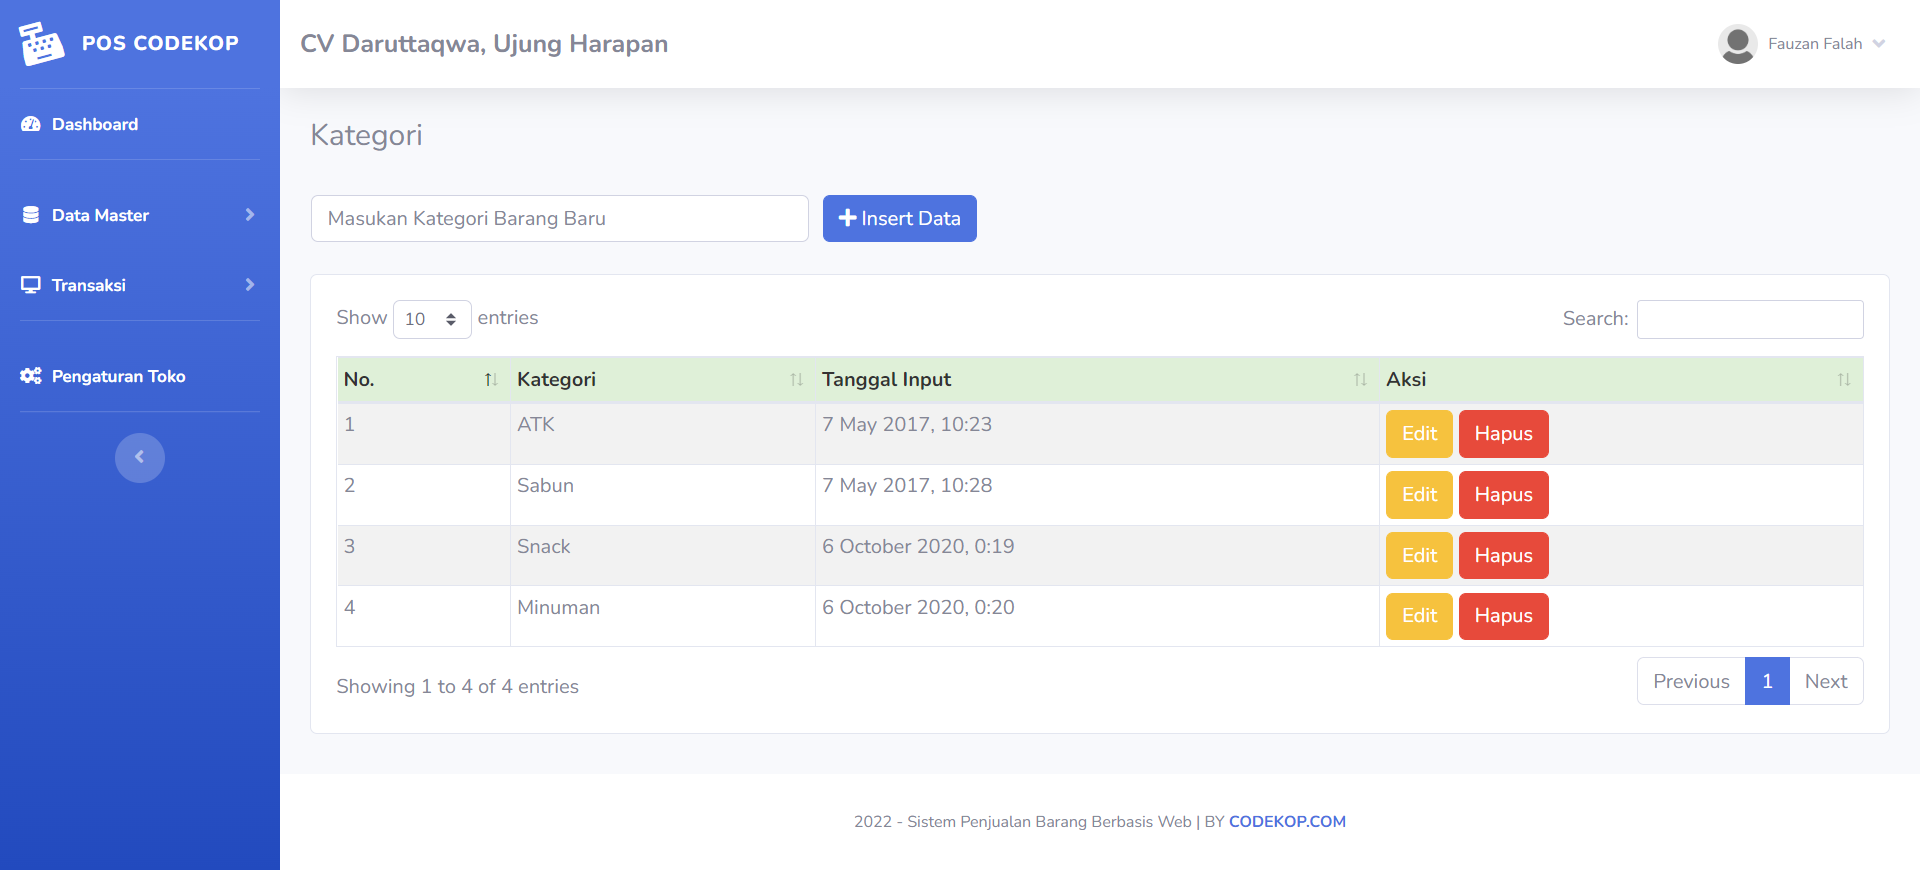 POS CODEKOP
CV Daruttaqwa, Ujung Harapan
Fauzan Falah
Dashboard
Data Master
Transaksi
Pengaturan Toko
Kategori
Masukan Kategori Barang Baru
Insert Data
Show 10 entries
Search:
No. Kategori Tanggal Input Aksi
1 ATK 7 May 2017, 10:23 Edit Hapus
2 Sabun 7 May 2017, 10:28 Edit Hapus
3 Snack 6 October 2020, 0:19 Edit Hapus
4 Minuman 6 October 2020, 0:20 Edit Hapus
Showing 1 to 4 of 4 entries
Previous 1 Next
2022 - Sistem Penjualan Barang Berbasis Web | BY CODEKOP.COM